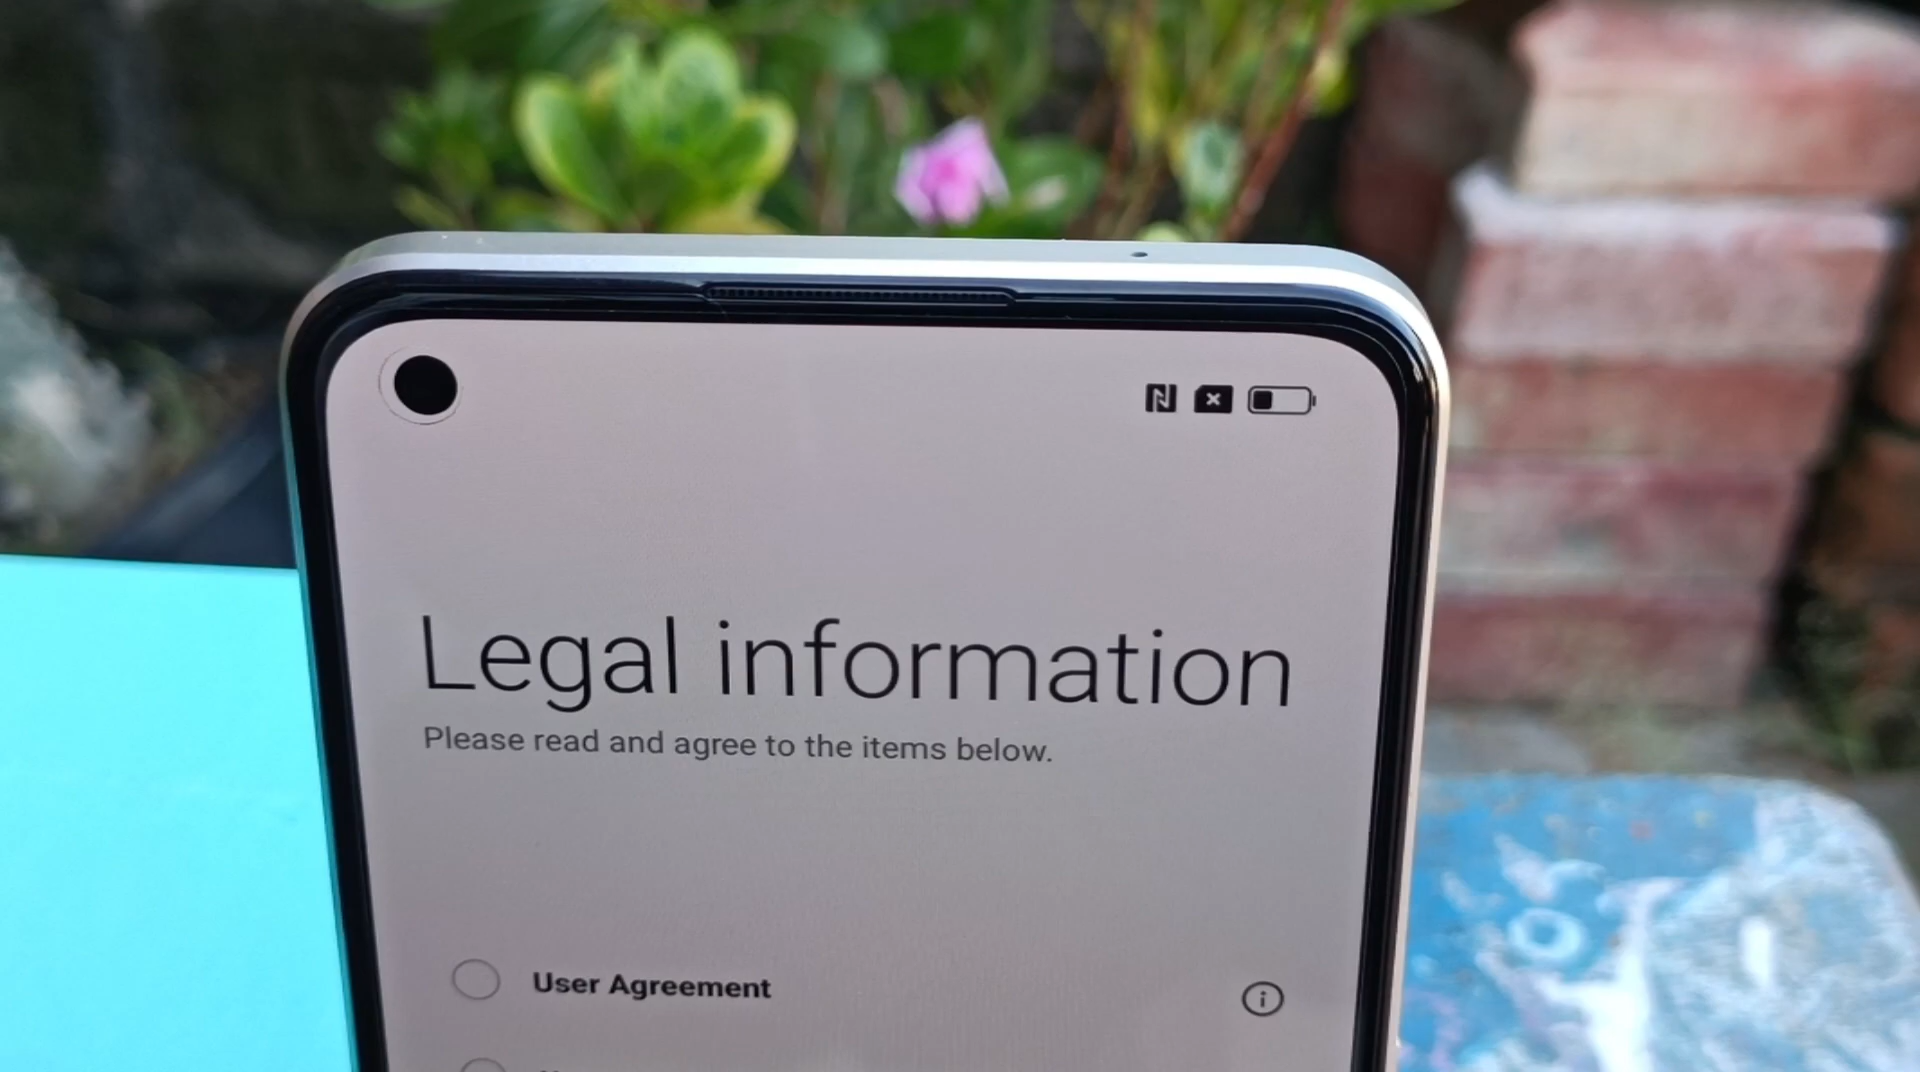 Legal information
Please read and agree to the items below.
User Agreement